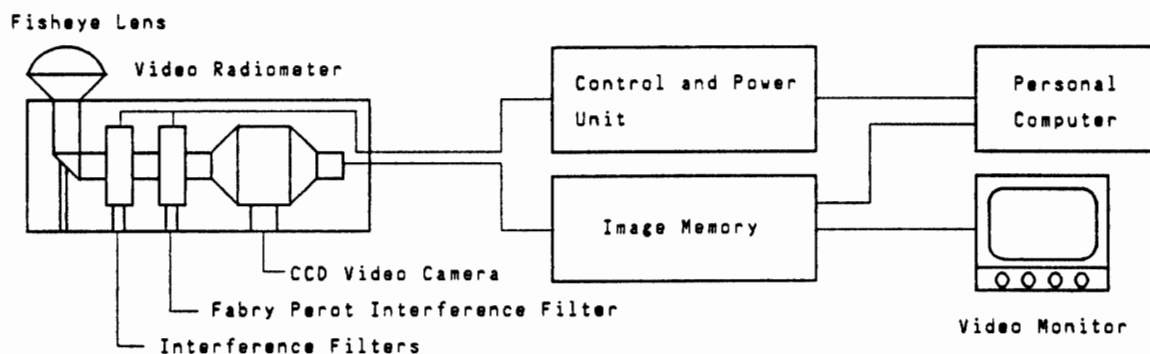 Fisheye Lens
Video Radiometer
Control and Power
Unit
Personal
Computer
Image Memory
CCD Video Camera
Fabry Perot Interference Filter
Interference Filters
Video Monitor